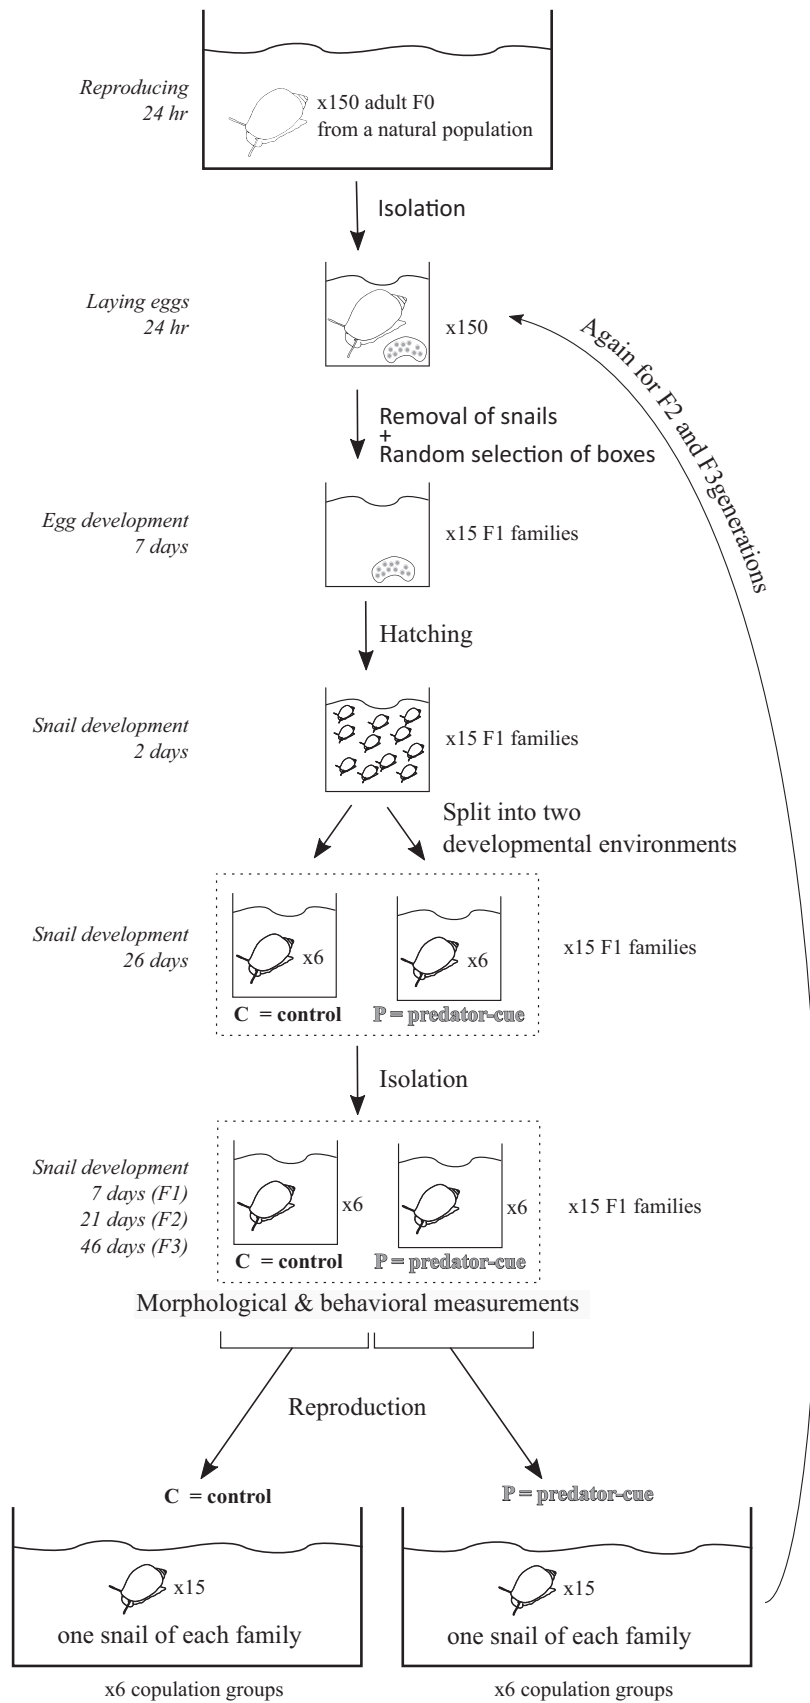 Reproducing
24 hr
x150 adult F0
from a natural population
Isolation
Laying eggs
24 hr
x150
Again for F2 and F3generations
Removal of snails
+
Random selection of boxes
Egg development
7 days
x15 F1 families
Hatching
Snail development
2 days
x15 F1 families
Split into two
developmental environments
Snail development
26 days
x6
x6
x15 F1 families
C = control
P = predator-cue
Isolation
Snail development
7 days (F1)
21 days (F2)
46 days (F3)
x6
x6
x15 F1 families
C = control
P = predator-cue
Morphological & behavioral measurements
Reproduction
C = control
P = predator-cue
x15
one snail of each family
x15
one snail of each family
x6 copulation groups
x6 copulation groups